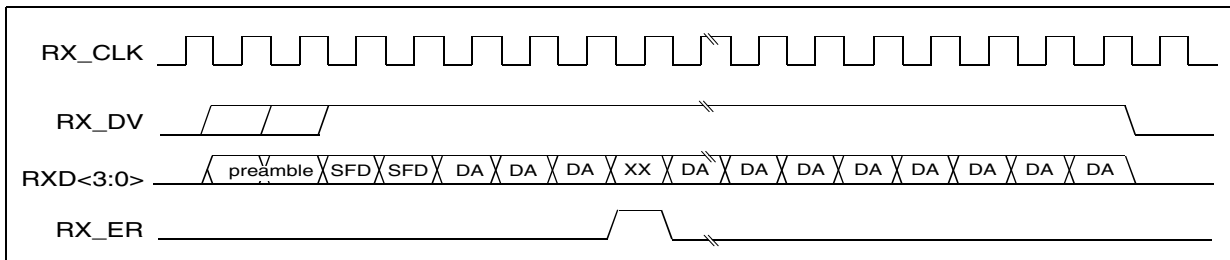 RX_CLK
RX_DV
RXD<3:0> preamble SFD SFD DA DA DA XX DA DA DA DA DA DA DA DA
RX_ER